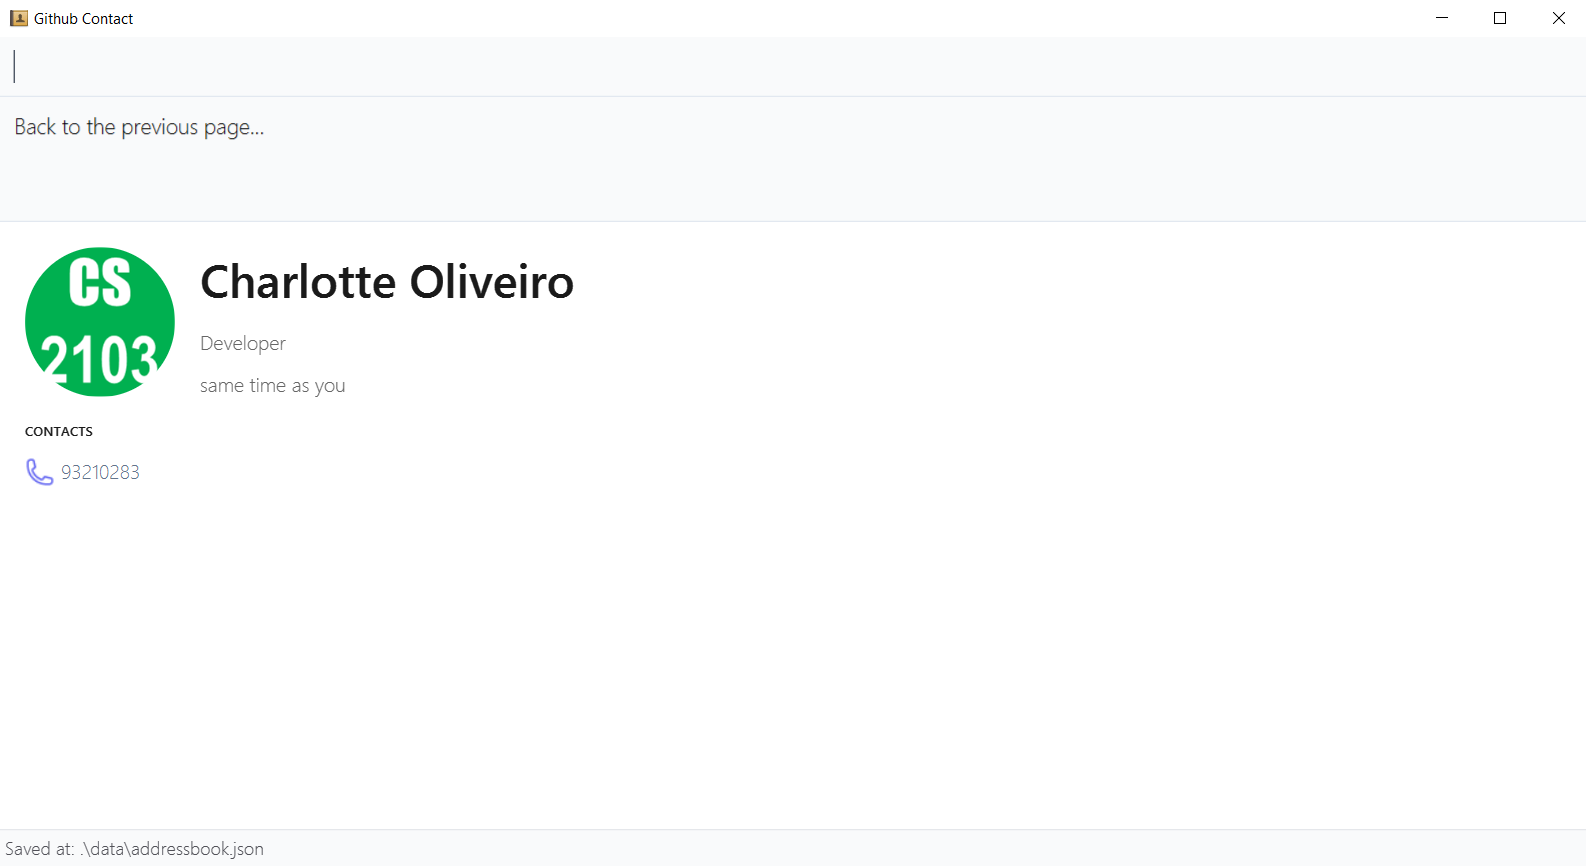 Github Contact
Back to the previous page...
CS
2103
Charlotte Oliveiro
Developer
same time as you
CONTACTS
93210283
Saved at: .\data\addressbook.json